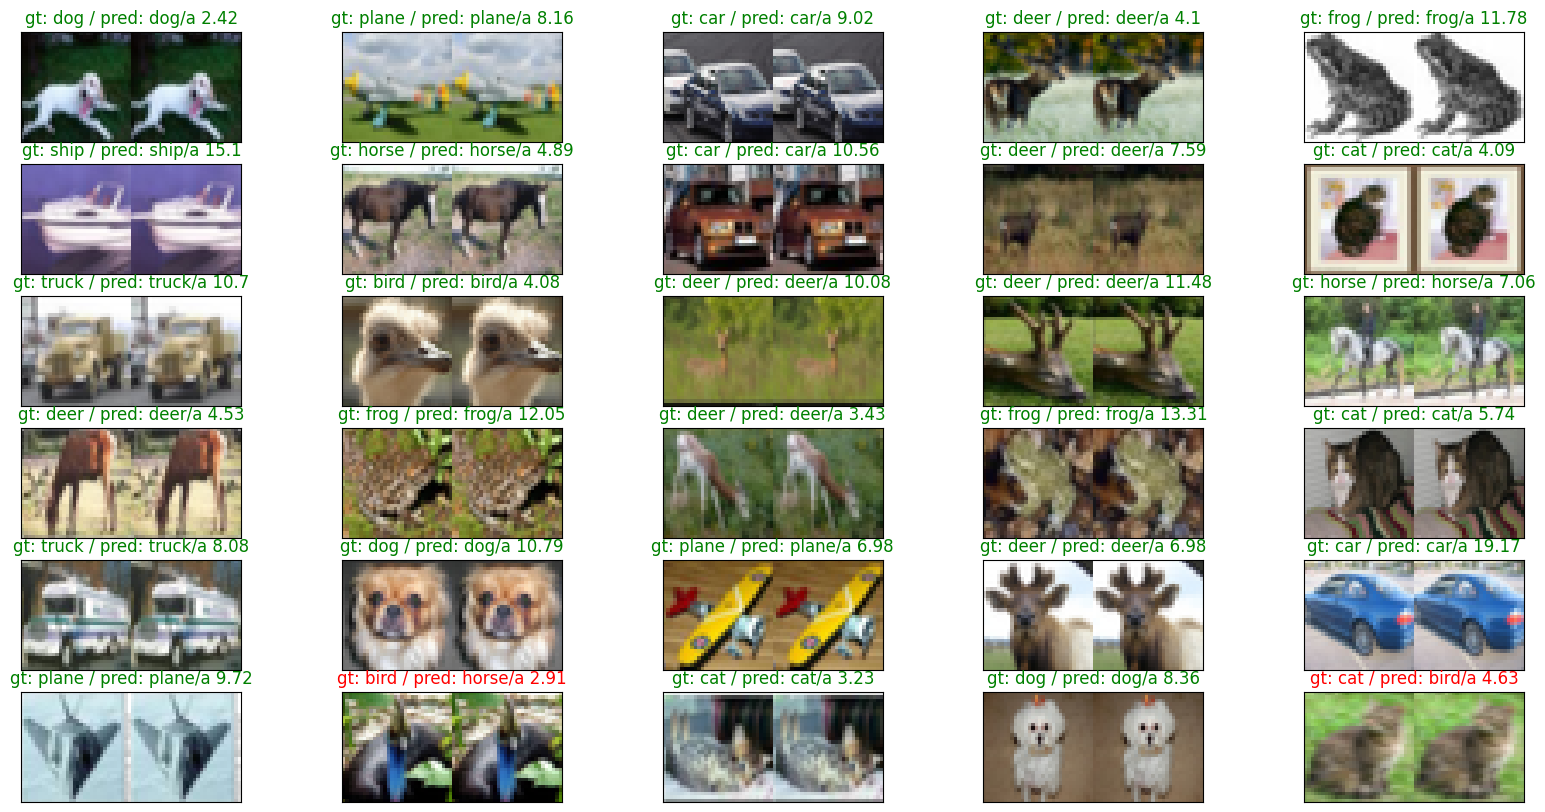 gt: dog / pred: dog/a 2.42
gt: plane / pred: plane/a 8.16
gt: car / pred: car/a 9.02
gt: deer / pred: deer/a 4.1
gt: frog / pred: frog/a 11.78
gt: ship / pred: ship/a 15.1
gt: horse / pred: horse/a 4.89
gt: car / pred: car/a 10.56
gt: deer / pred: deer/a 7.59
gt: cat / pred: cat/a 4.09
gt: truck / pred: truck/a 10.7
gt: bird / pred: bird/a 4.08
gt: deer / pred: deer/a 10.08
gt: deer / pred: deer/a 11.48
gt: horse / pred: horse/a 7.06
gt: deer / pred: deer/a 4.53
gt: frog / pred: frog/a 12.05
gt: deer / pred: deer/a 3.43
gt: frog / pred: frog/a 13.31
gt: cat / pred: cat/a 5.74
gt: truck / pred: truck/a 8.08
gt: dog / pred: dog/a 10.79
gt: plane / pred: plane/a 6.98
gt: deer / pred: deer/a 6.98
gt: car / pred: car/a 19.17
gt: plane / pred: plane/a 9.72
gt: bird / pred: horse/a 2.91
gt: cat / pred: cat/a 3.23
gt: dog / pred: dog/a 8.36
gt: cat / pred: bird/a 4.63